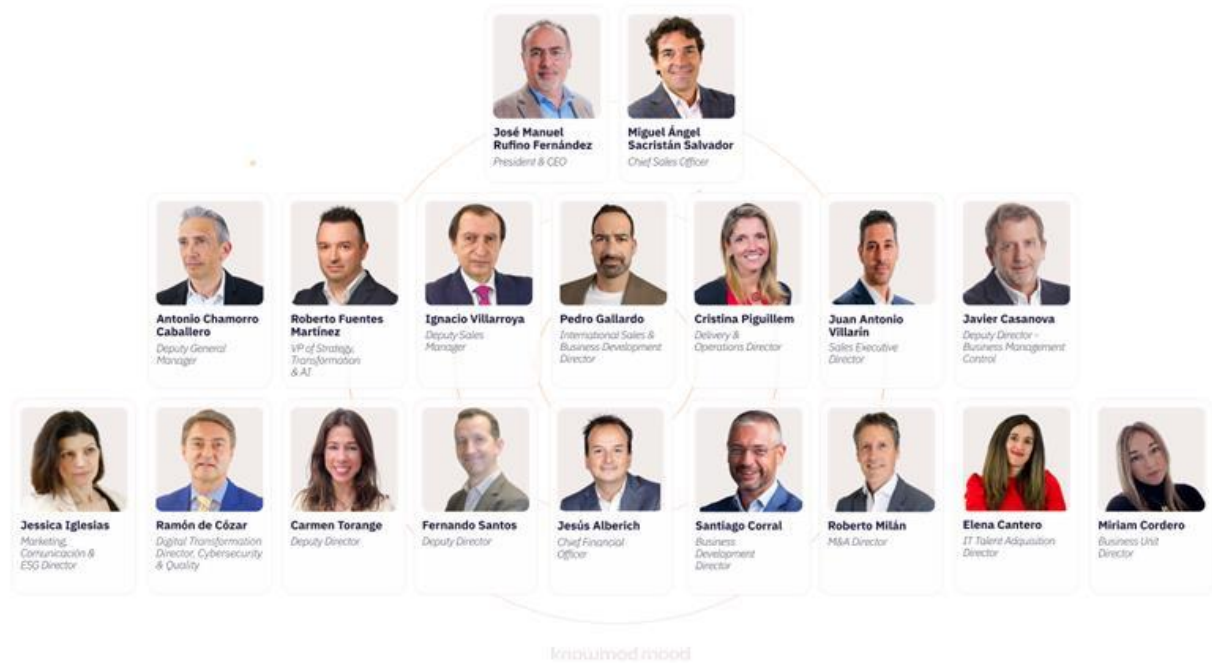 José Manuel
Rufino Fernández
President & CEO
Miguel Ángel
Sacristán Salvador
Chief Sales Officer
Antonio Chamorro
Caballero
Deputy General
Manager
Roberto Fuentes
Martínez
VP of Strategy,
Transformation
& AI
Ignacio Villarroya
Deputy Sales
Manager
Pedro Gallardo
International Sales &
Business Development
Director
Cristina Piguillem
Delivery &
Operations Director
Juan Antonio
Villarín
Sales Executive
Director
Javier Casanova
Deputy Director -
Business Management
Control
Jessica Iglesias
Marketing,
Comunicación &
ESG Director
Ramón de Cózar
Digital Transformation
Director, Cybersecurity
& Quality
Carmen Torange
Deputy Director
Fernando Santos
Deputy Director
Jesús Alberich
Chief Financial
Officer
Santiago Corral
Business
Development
Director
Roberto Milán
M&A Director
Elena Cantero
IT Talent Adquisition
Director
Miriam Cordero
Business Unit
Director
knowmad mood